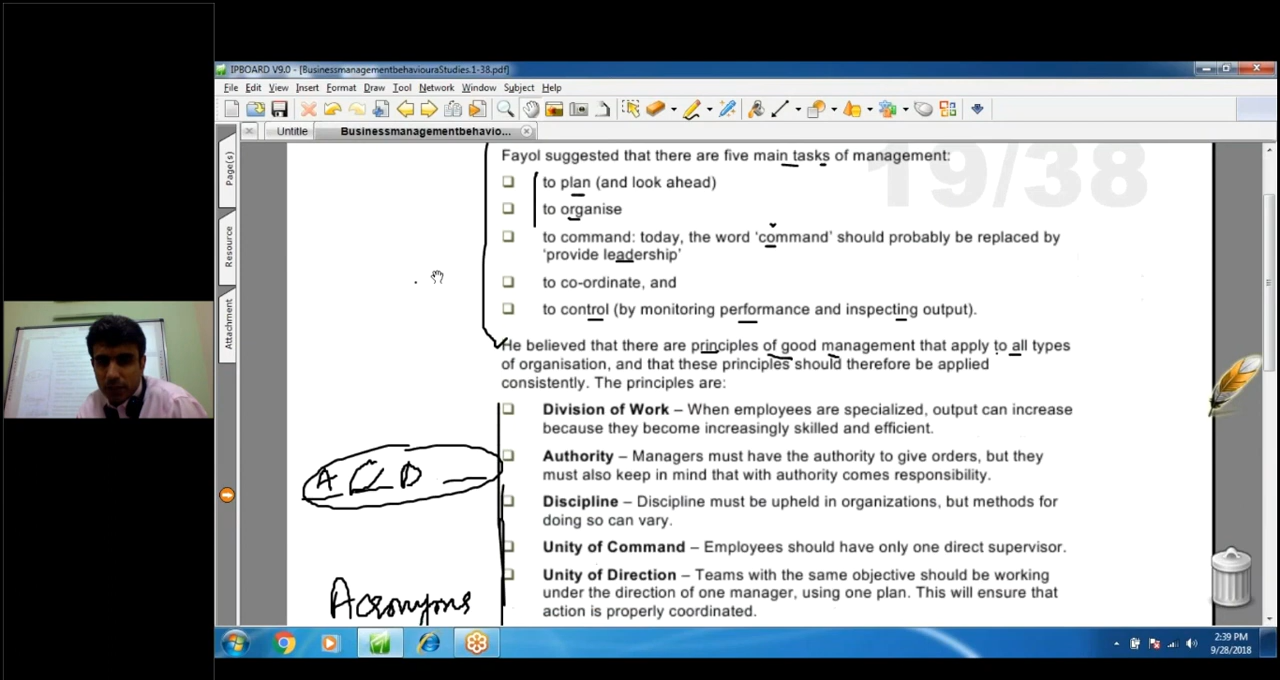 IPBOARD V9.0 - [BusinessmanagementbehaviouraStudies.1-38.pdf]
File Edit View Insert Format Draw Tool Network Window Subject Help
Untitle
Businessmanagementbehavio...
Page(s)
Resource
Attachment
19/38
Fayol suggested that there are five main tasks of management:
to plan (and look ahead)
to organise
to command: today, the word ‘command’ should probably be replaced by
‘provide leadership’
to co-ordinate, and
to control (by monitoring performance and inspecting output).
He believed that there are principles of good management that apply to all types
of organisation, and that these principles should therefore be applied
consistently. The principles are:
Division of Work – When employees are specialized, output can increase
because they become increasingly skilled and efficient.
Authority – Managers must have the authority to give orders, but they
must also keep in mind that with authority comes responsibility.
A C D
Discipline – Discipline must be upheld in organizations, but methods for
doing so can vary.
Unity of Command – Employees should have only one direct supervisor.
Unity of Direction – Teams with the same objective should be working
under the direction of one manager, using one plan. This will ensure that
action is properly coordinated.
Acronyms
2:39 PM
9/28/2018